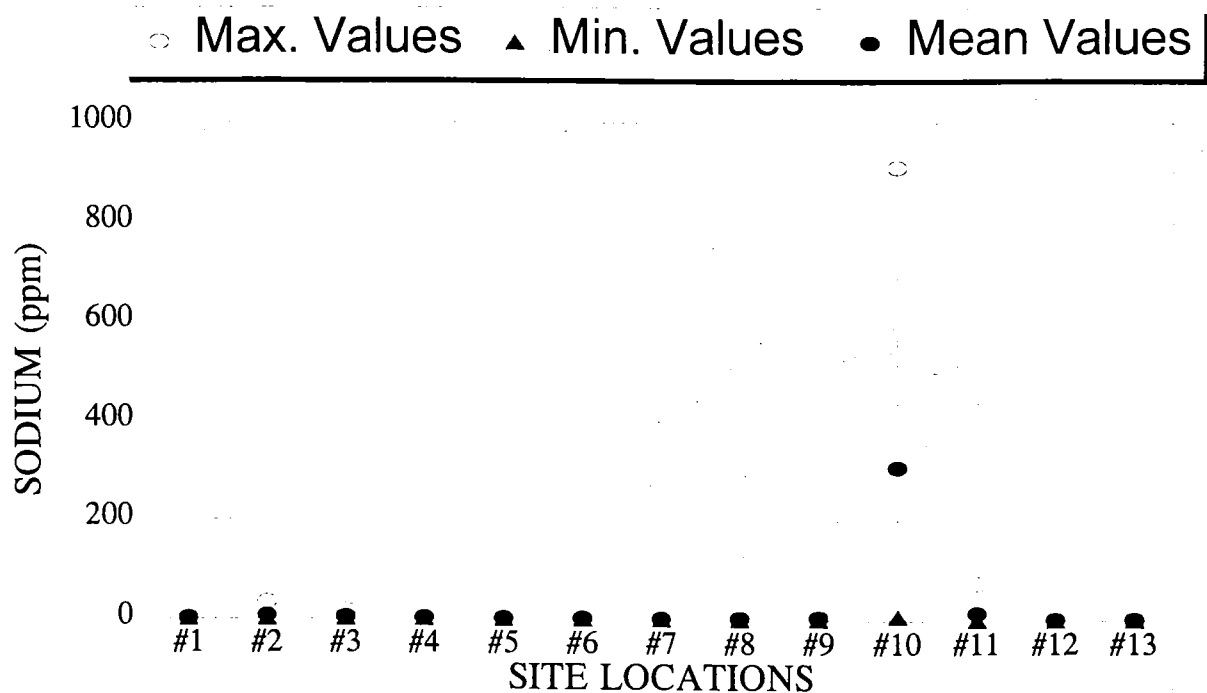 Max. Values Min. Values Mean Values
1000
800
600
400
200
0
SODIUM (ppm)
#1 #2 #3 #4 #5 #6 #7 #8 #9 #10 #11 #12 #13
SITE LOCATIONS